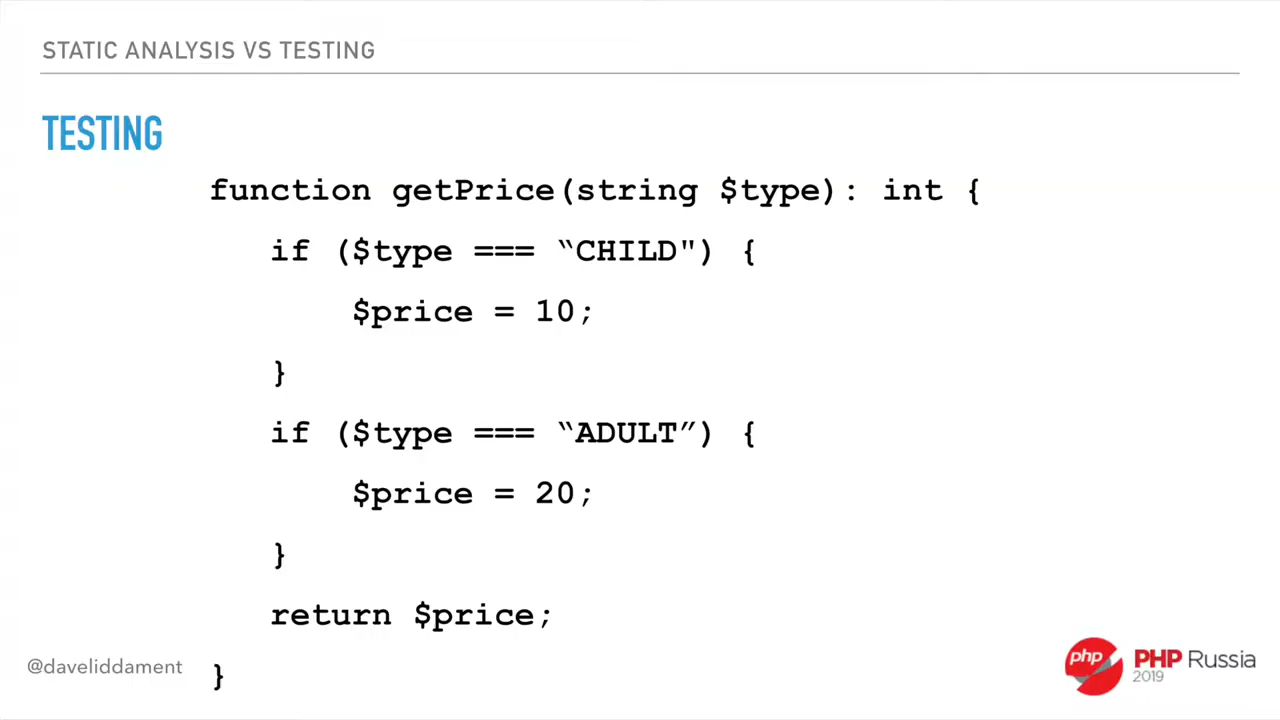 STATIC ANALYSIS VS TESTING
TESTING
function getPrice(string $type): int {
if ($type === “CHILD") {
$price = 10;
}
if ($type === “ADULT”) {
$price = 20;
}
return $price;
}
@daveliddament
php PHP Russia
2019